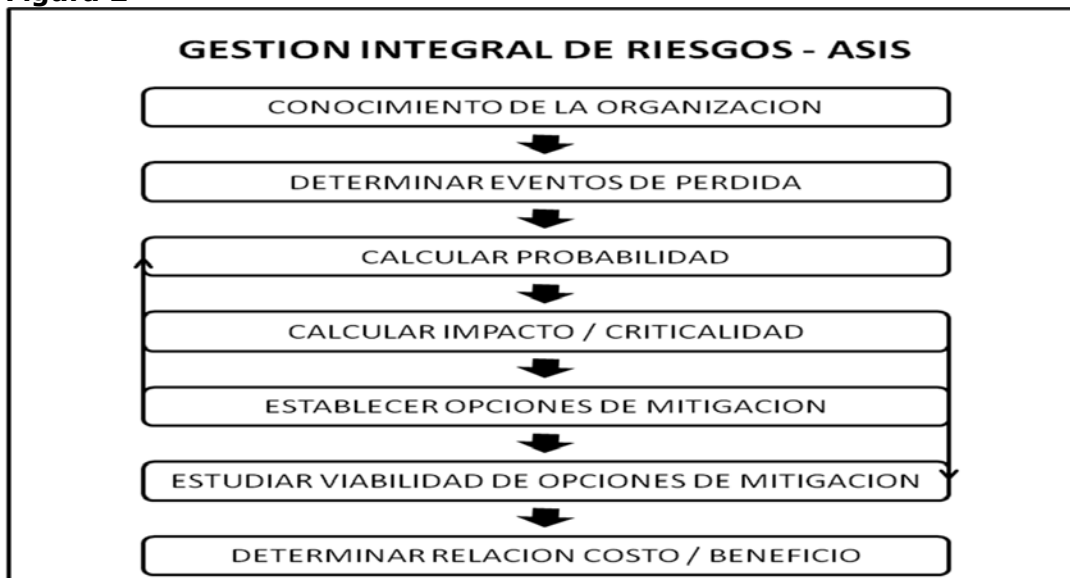 GESTION INTEGRAL DE RIESGOS - ASIS
CONOCIMIENTO DE LA ORGANIZACION
DETERMINAR EVENTOS DE PERDIDA
CALCULAR PROBABILIDAD
CALCULAR IMPACTO / CRITICALIDAD
ESTABLECER OPCIONES DE MITIGACION
ESTUDIAR VIABILIDAD DE OPCIONES DE MITIGACION
DETERMINAR RELACION COSTO / BENEFICIO